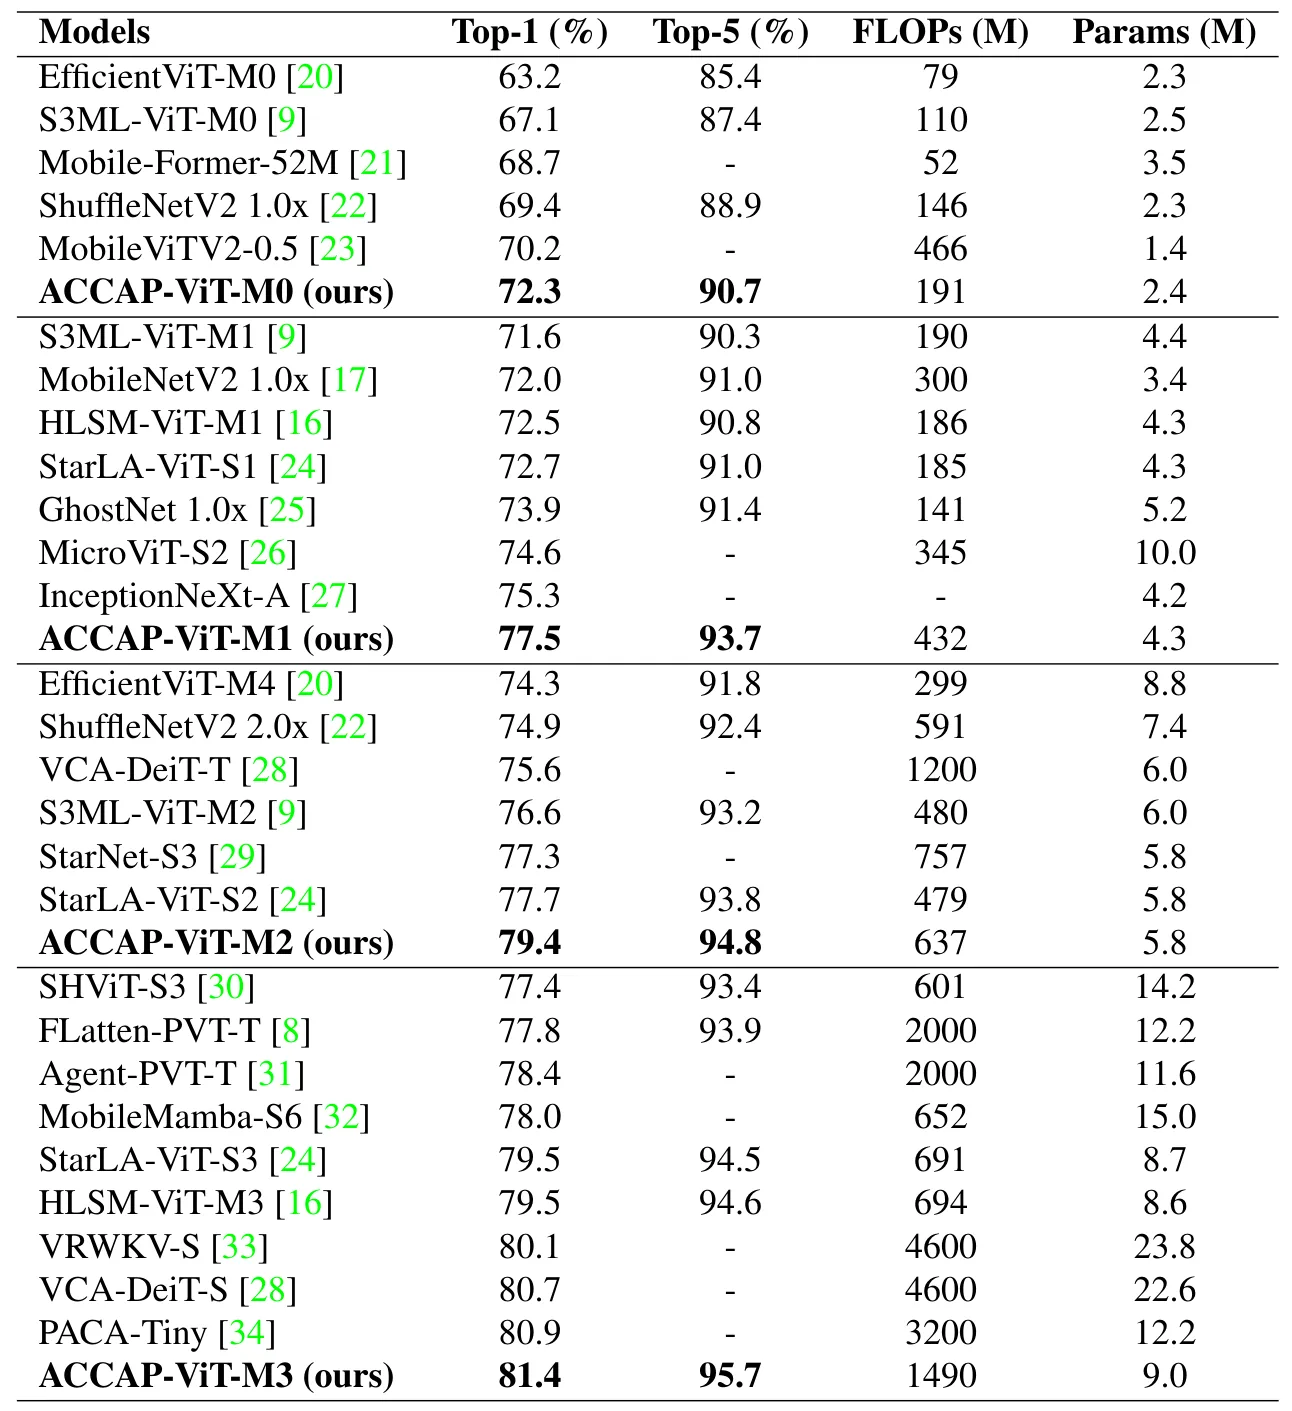 Models Top-1 (%) Top-5 (%) FLOPs (M) Params (M)
EfficientViT-M0 [20] 63.2 85.4 79 2.3
S3ML-ViT-M0 [9] 67.1 87.4 110 2.5
Mobile-Former-52M [21] 68.7 - 52 3.5
ShuffleNetV2 1.0x [22] 69.4 88.9 146 2.3
MobileViTV2-0.5 [23] 70.2 - 466 1.4
ACCAP-ViT-M0 (ours) 72.3 90.7 191 2.4
S3ML-ViT-M1 [9] 71.6 90.3 190 4.4
MobileNetV2 1.0x [17] 72.0 91.0 300 3.4
HLSM-ViT-M1 [16] 72.5 90.8 186 4.3
StarLA-ViT-S1 [24] 72.7 91.0 185 4.3
GhostNet 1.0x [25] 73.9 91.4 141 5.2
MicroViT-S2 [26] 74.6 - 345 10.0
InceptionNeXt-A [27] 75.3 - - 4.2
ACCAP-ViT-M1 (ours) 77.5 93.7 432 4.3
EfficientViT-M4 [20] 74.3 91.8 299 8.8
ShuffleNetV2 2.0x [22] 74.9 92.4 591 7.4
VCA-DeiT-T [28] 75.6 - 1200 6.0
S3ML-ViT-M2 [9] 76.6 93.2 480 6.0
StarNet-S3 [29] 77.3 - 757 5.8
StarLA-ViT-S2 [24] 77.7 93.8 479 5.8
ACCAP-ViT-M2 (ours) 79.4 94.8 637 5.8
SHViT-S3 [30] 77.4 93.4 601 14.2
FLatten-PVT-T [8] 77.8 93.9 2000 12.2
Agent-PVT-T [31] 78.4 - 2000 11.6
MobileMamba-S6 [32] 78.0 - 652 15.0
StarLA-ViT-S3 [24] 79.5 94.5 691 8.7
HLSM-ViT-M3 [16] 79.5 94.6 694 8.6
VRWKV-S [33] 80.1 - 4600 23.8
VCA-DeiT-S [28] 80.7 - 4600 22.6
PACA-Tiny [34] 80.9 - 3200 12.2
ACCAP-ViT-M3 (ours) 81.4 95.7 1490 9.0